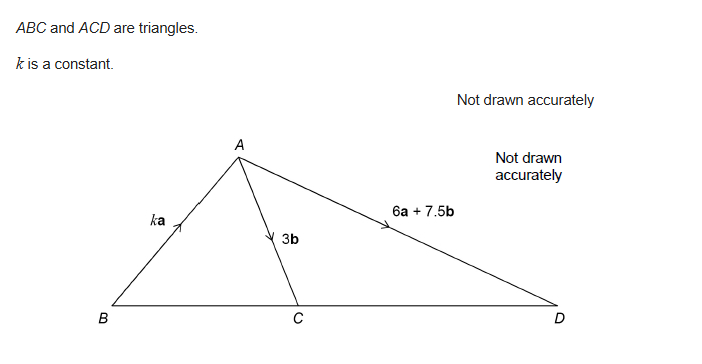 ABC and ACD are triangles.
k is a constant.
Not drawn accurately
A
Not drawn
accurately
ka
6a + 7.5b
3b
B
C
D